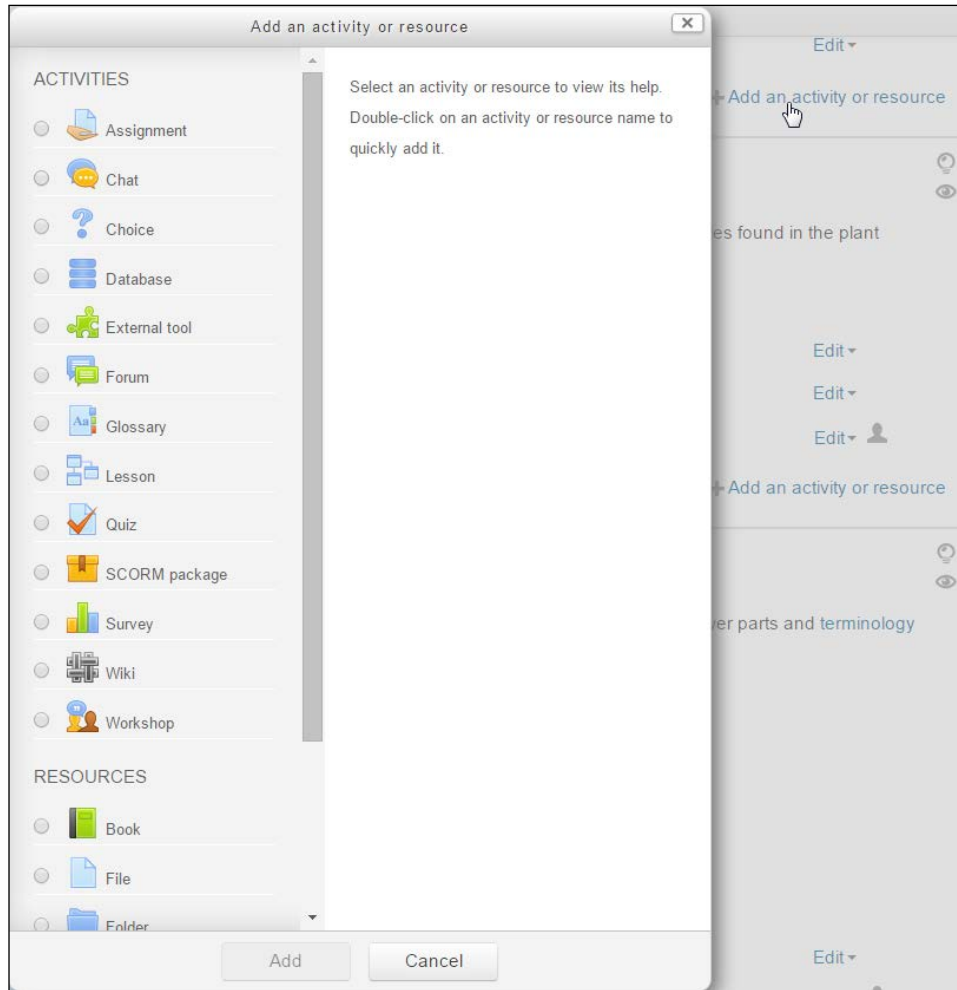 Add an activity or resource
ACTIVITIES
Assignment
Chat
Choice
Database
External tool
Forum
Aa
Glossary
Lesson
Quiz
SCORM package
Survey
Wiki
Workshop
RESOURCES
Book
File
Folder
Select an activity or resource to view its help.
Double-click on an activity or resource name to
quickly add it.
Add
Cancel
Edit
Add an activity or resource
es found in the plant
Edit
Edit
Edit
Add an activity or resource
er parts and terminology
Edit